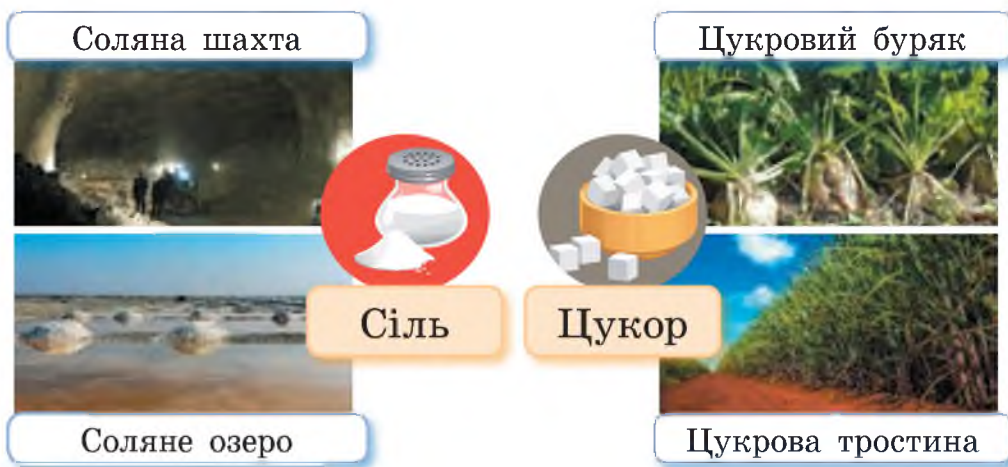 Соляна шахта
Цукровий буряк
Сіль
Цукор
Соляне озеро
Цукрова тростина